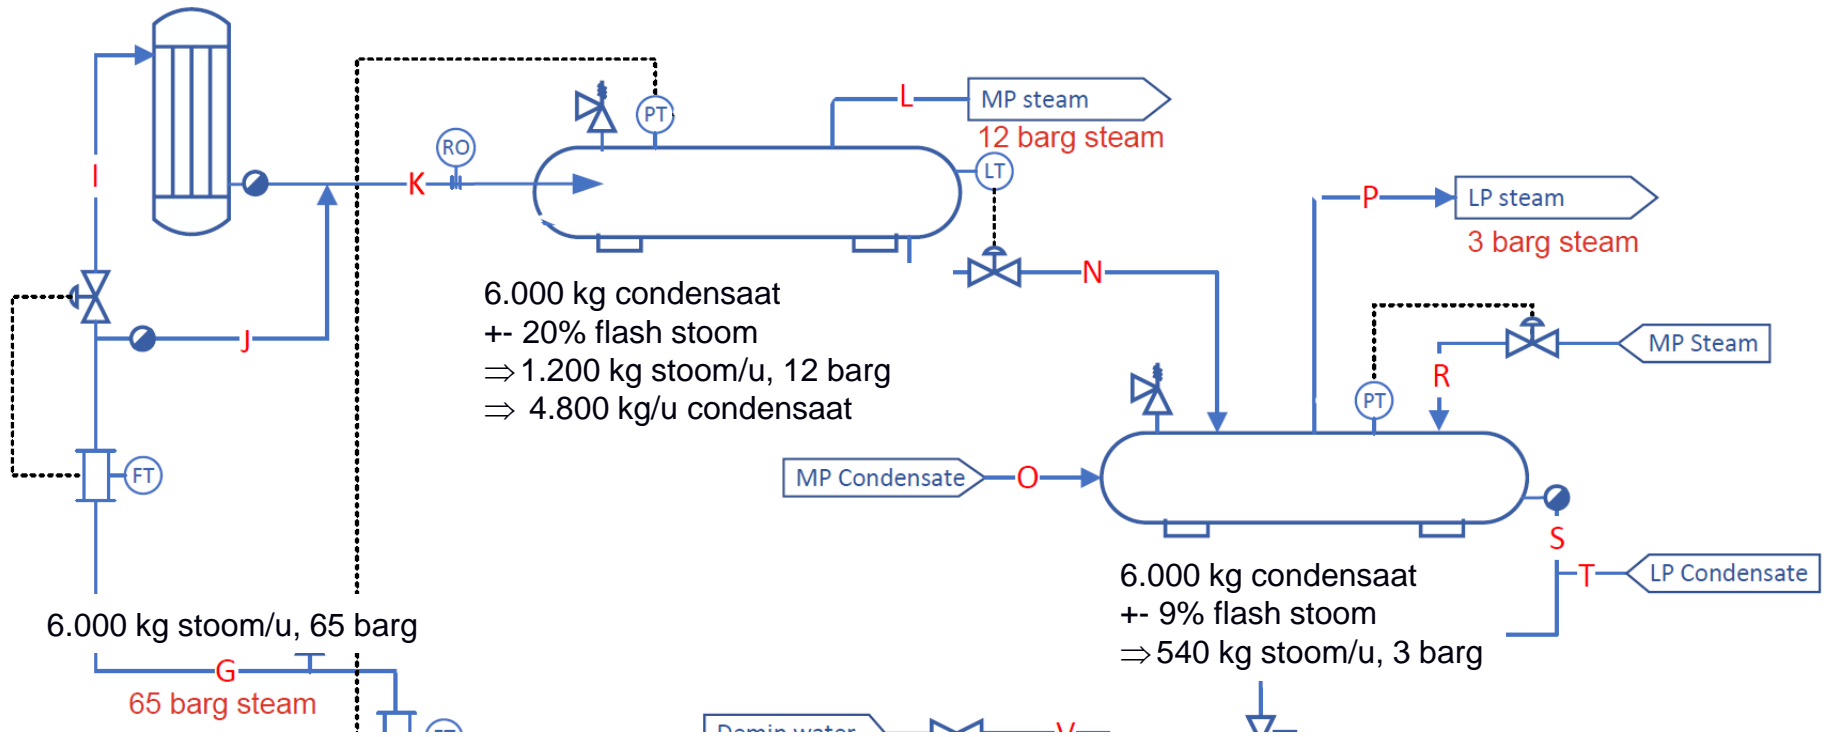 PT
L
MP steam
12 barg steam
RO
I
K
LT
P
LP steam
3 barg steam
N
6.000 kg condensaat
+- 20% flash stoom
⇒ 1.200 kg stoom/u, 12 barg
⇒ 4.800 kg/u condensaat
J
MP Steam
R
PT
FT
MP Condensate
O
S
T
LP Condensate
6.000 kg condensaat
+- 9% flash stoom
⇒ 540 kg stoom/u, 3 barg
6.000 kg stoom/u, 65 barg
G
65 barg steam
Demin water
V